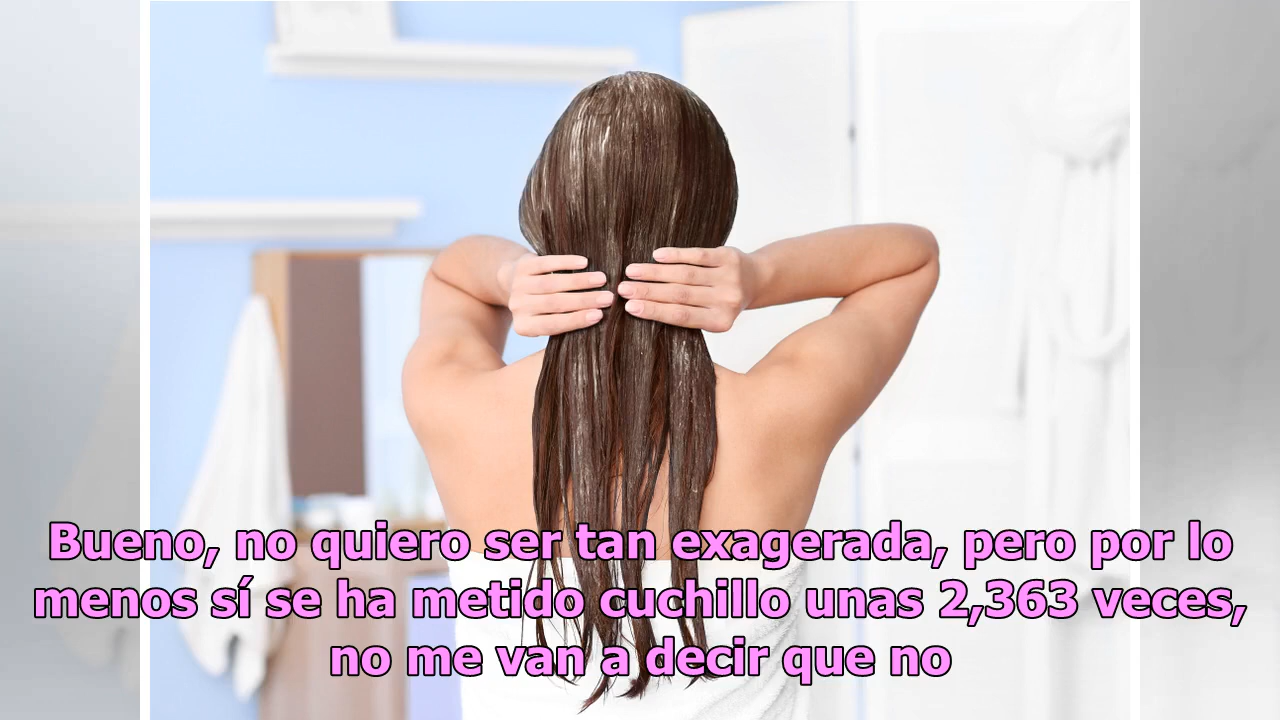 Bueno, no quiero ser tan exagerada, pero por lo
menos sí se ha metido cuchillo unas 2,363 veces,
no me van a decir que no